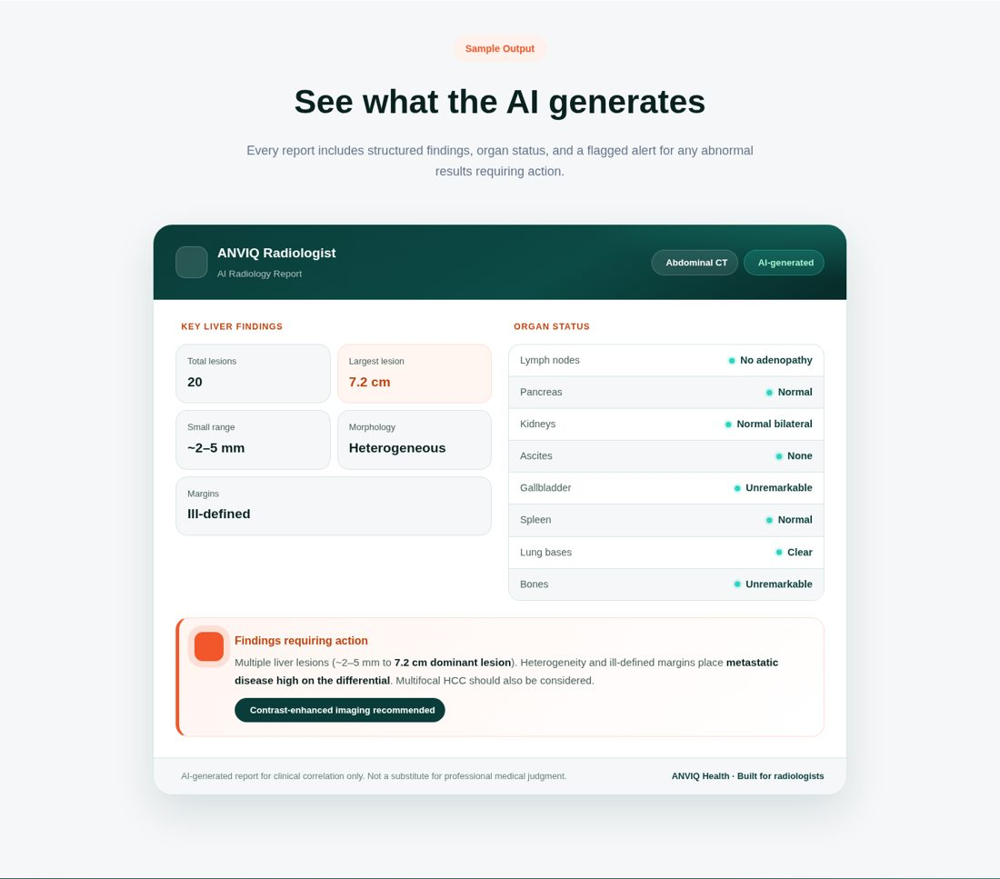 Sample Output
See what the AI generates
Every report includes structured findings, organ status, and a flagged alert for any abnormal
results requiring action.
ANVIQ Radiologist
AI Radiology Report
Abdominal CT
AI-generated
KEY LIVER FINDINGS
Total lesions
20
Largest lesion
7.2 cm
Small range
~2–5 mm
Morphology
Heterogeneous
Margins
Ill-defined
ORGAN STATUS
Lymph nodes
No adenopathy
Pancreas
Normal
Kidneys
Normal bilateral
Ascites
None
Gallbladder
Unremarkable
Spleen
Normal
Lung bases
Clear
Bones
Unremarkable
Findings requiring action
Multiple liver lesions (~2–5 mm to 7.2 cm dominant lesion). Heterogeneity and ill-defined margins place metastatic
disease high on the differential. Multifocal HCC should also be considered.
Contrast-enhanced imaging recommended
AI-generated report for clinical correlation only. Not a substitute for professional medical judgment.
ANVIQ Health · Built for radiologists